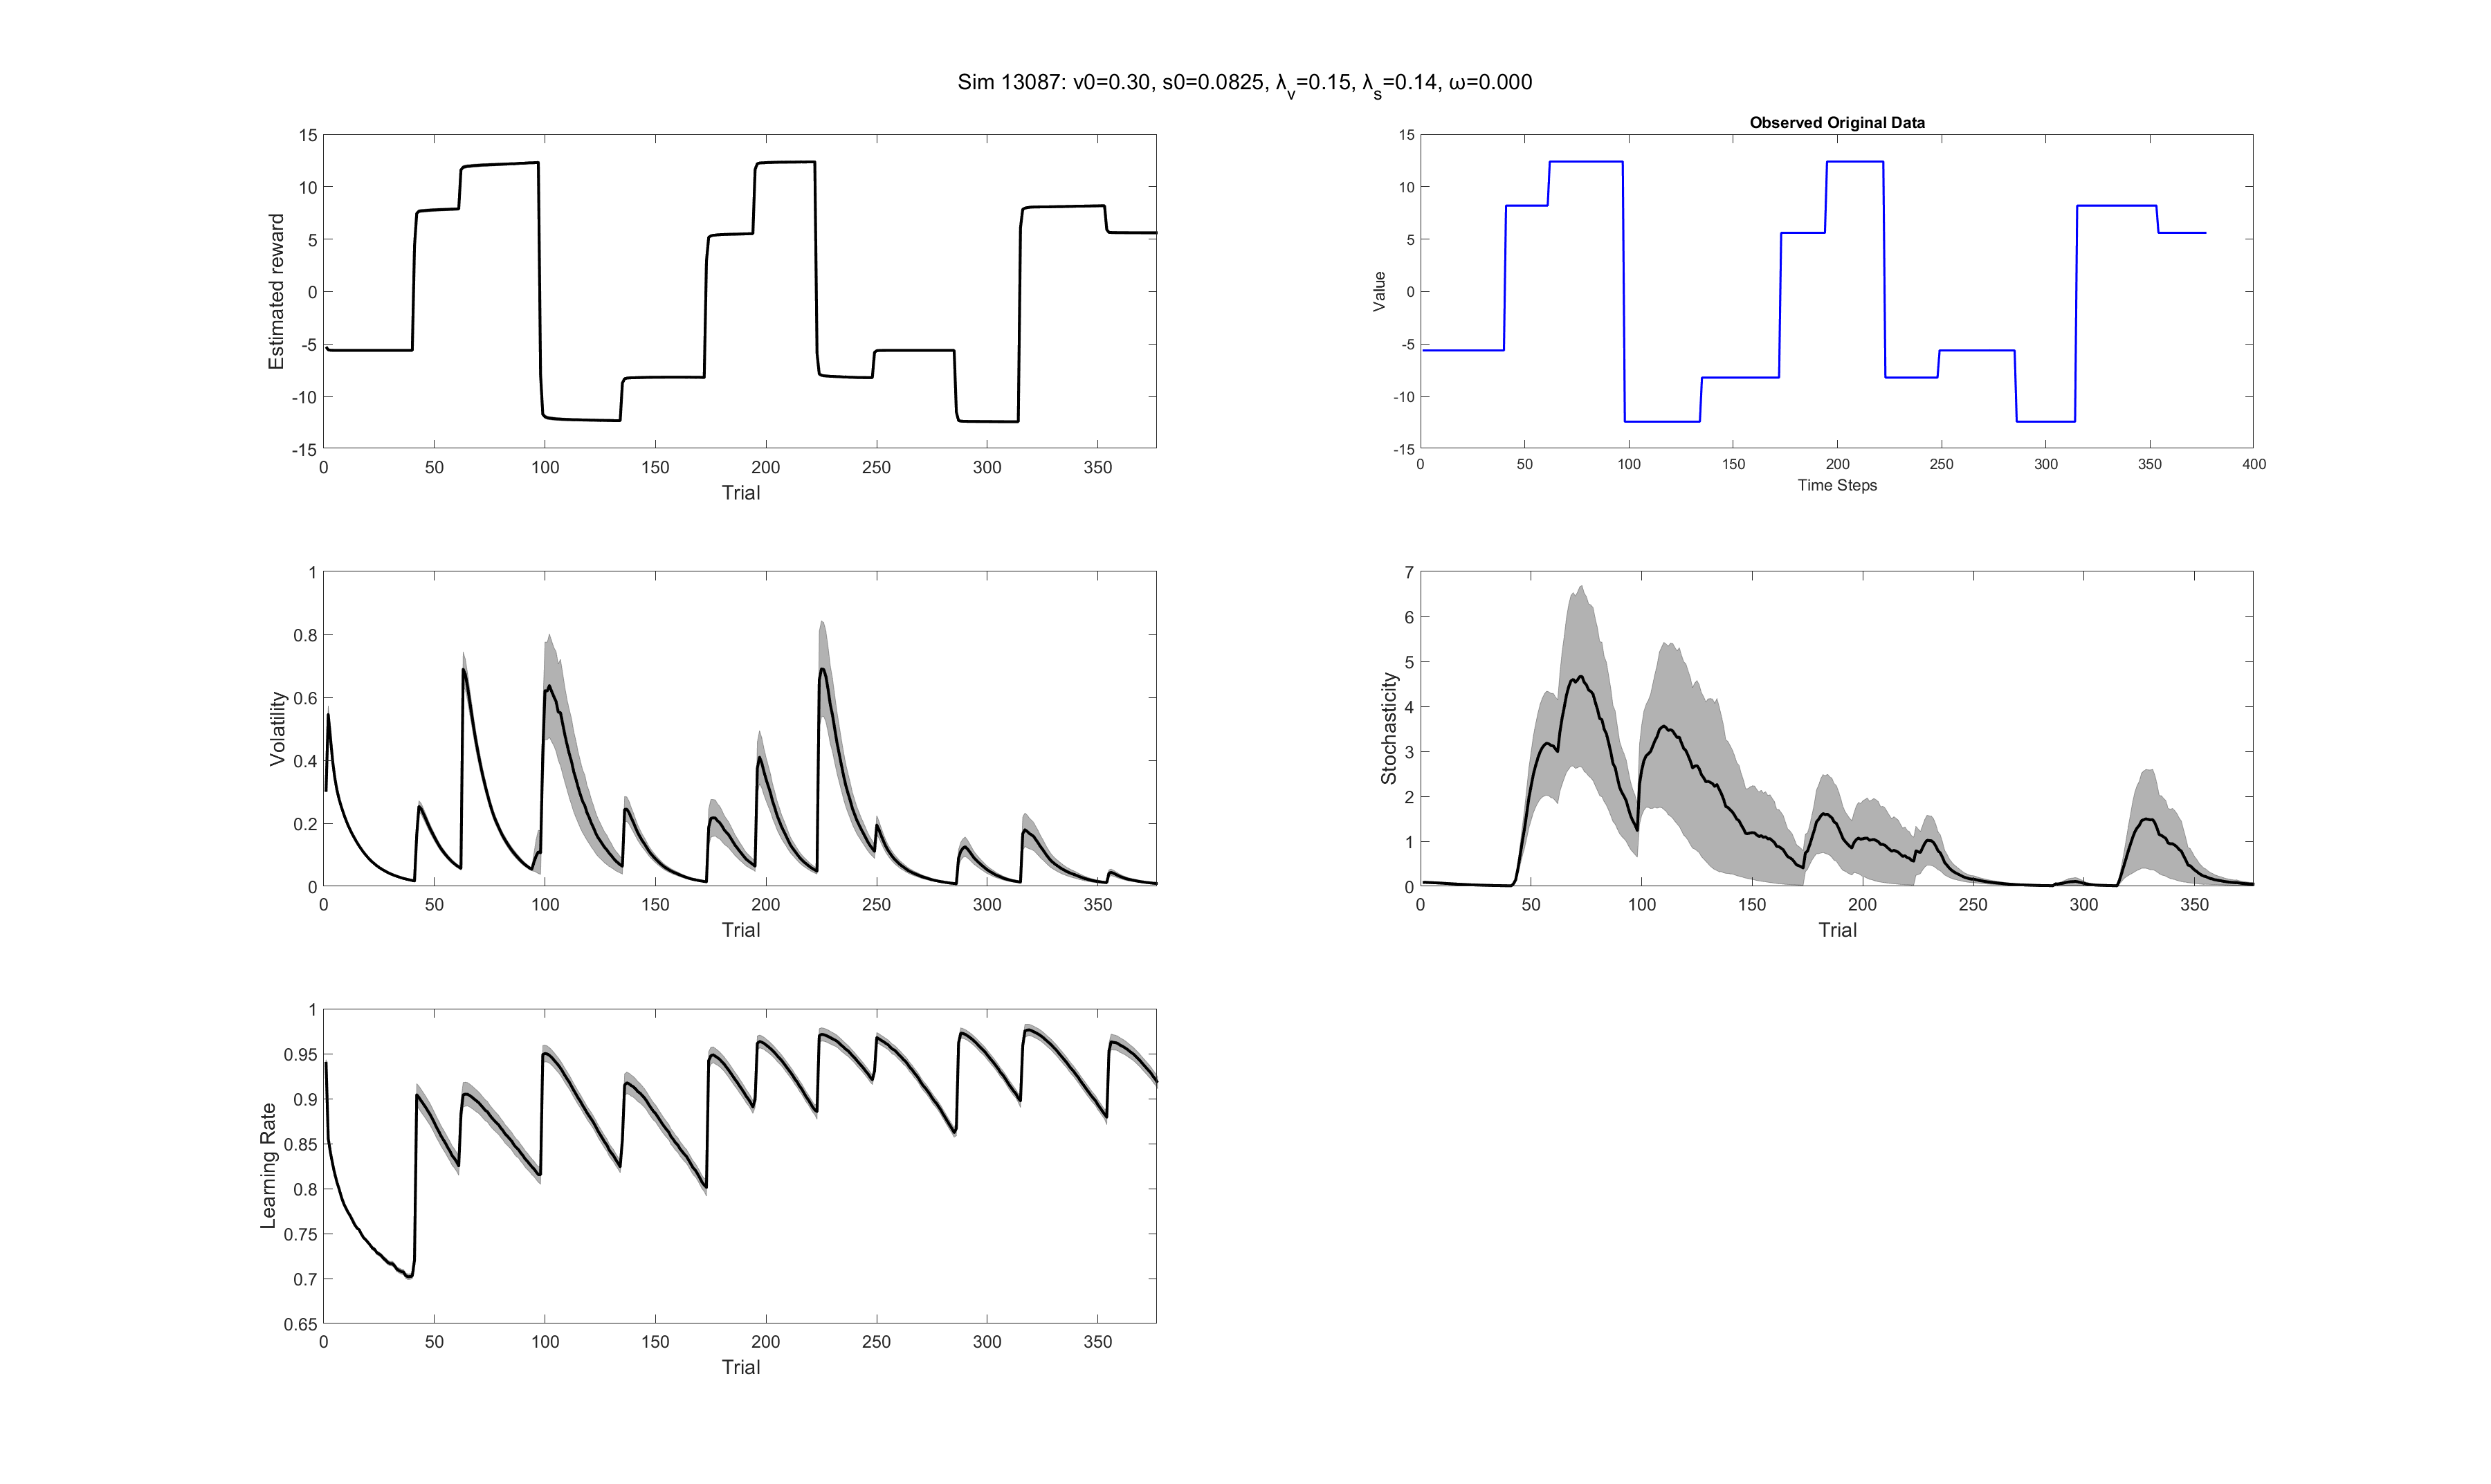 Sim 13087: v0=0.30, s0=0.0825, λv=0.15, λs=0.14, ω=0.000
15
10
5
0
-5
-10
-15
Estimated reward
0 50 100 150 200 250 300 350
Trial
Observed Original Data
15
10
5
0
-5
-10
-15
Value
0 50 100 150 200 250 300 350 400
Time Steps
1
0.8
0.6
0.4
0.2
0
Volatility
0 50 100 150 200 250 300 350
Trial
7
6
5
4
3
2
1
0
Stochasticity
0 50 100 150 200 250 300 350
Trial
1
0.95
0.9
0.85
0.8
0.75
0.7
0.65
Learning Rate
0 50 100 150 200 250 300 350
Trial